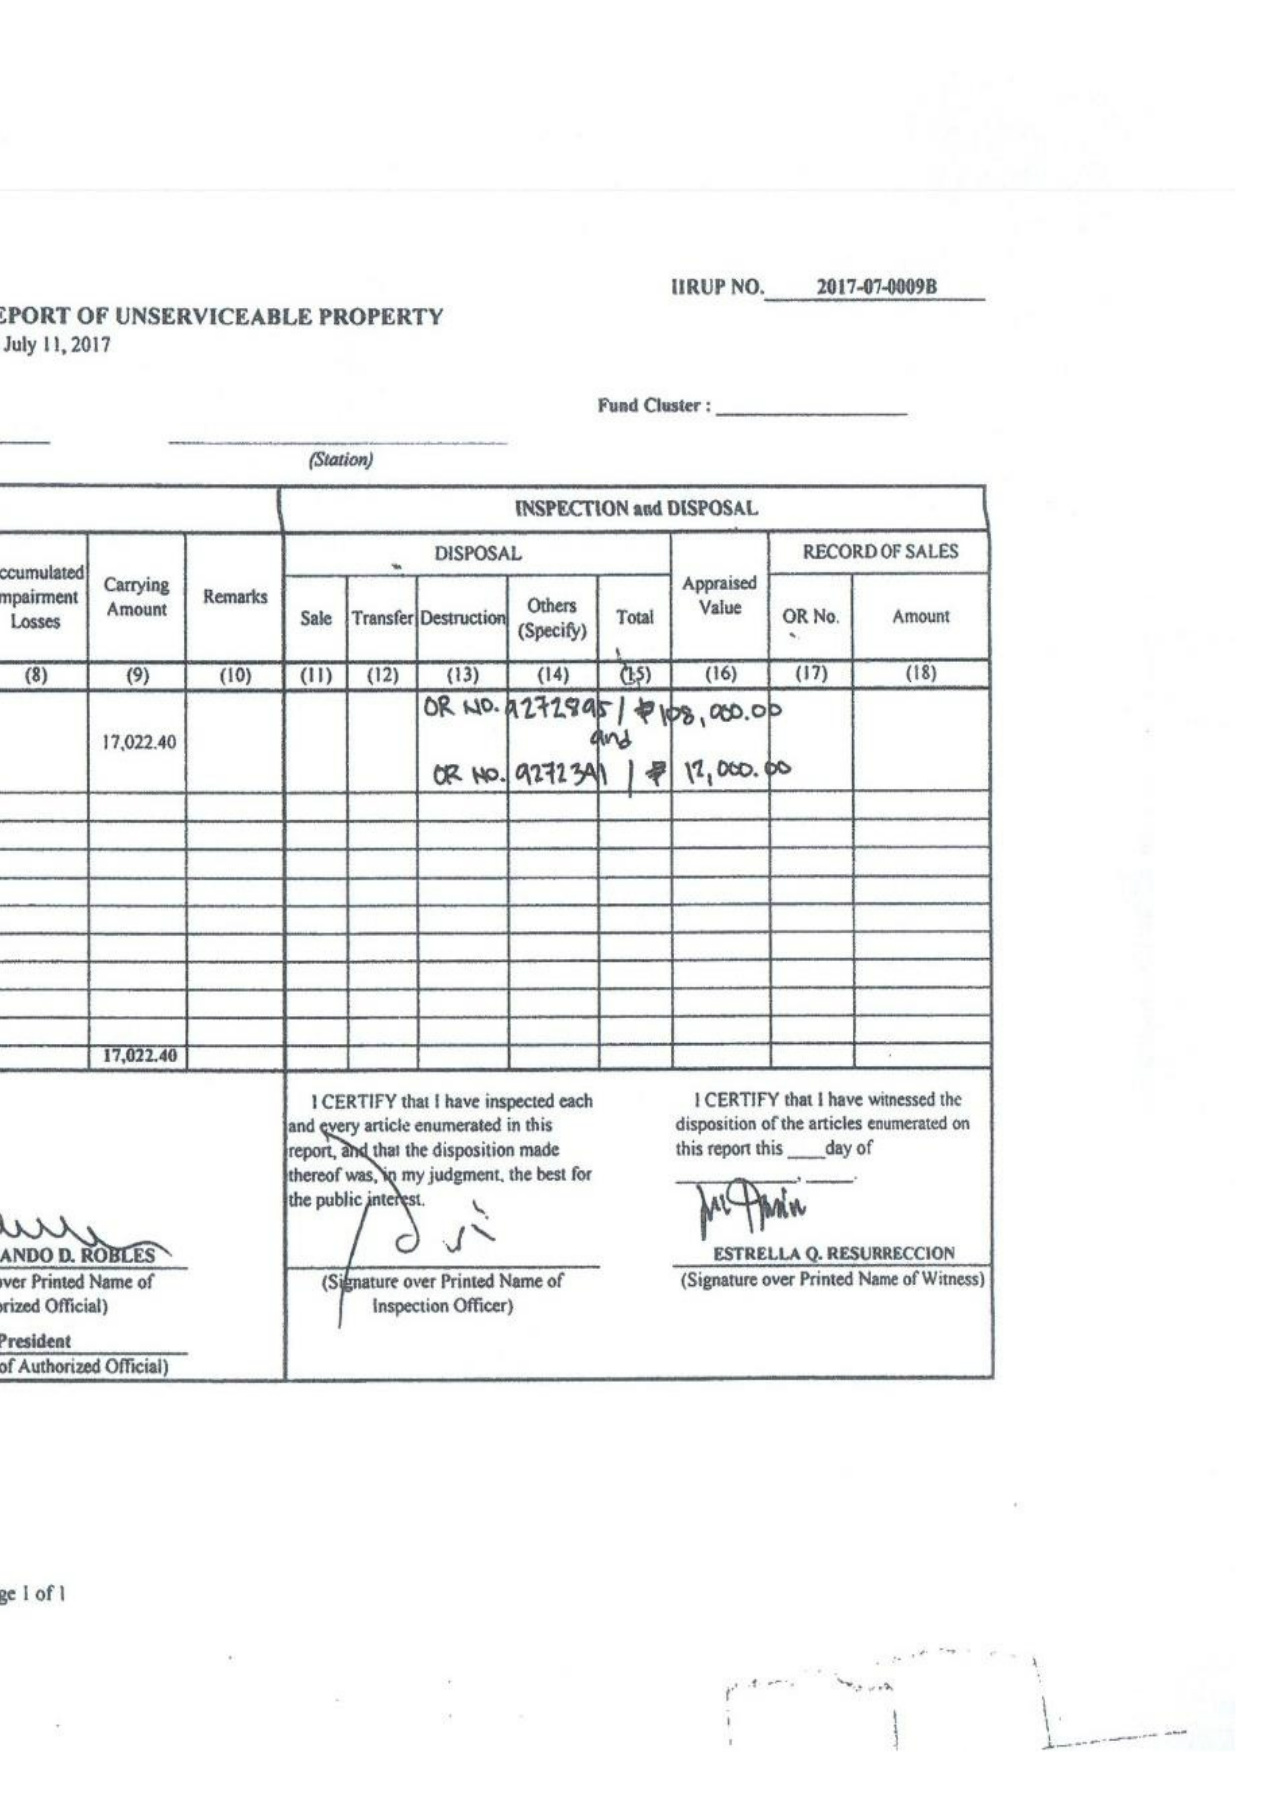 IIRUP NO. 2017-07-0009B
EPORT OF UNSERVICEABLE PROPERTY
July 11, 2017
Fund Cluster :
(Station)
INSPECTION and DISPOSAL
DISPOSAL
RECORD OF SALES
ccumulated
mpairment
Losses
Carrying
Amount
Remarks
Sale
Transfer
Destruction
Others
(Specify)
Total
Appraised
Value
OR No.
Amount
(8) (9) (10) (11) (12) (13) (14) (15) (16) (17) (18)
OR NO. 9272895 / ₱108,000.00
17,022.40
and
OR NO. 92723A1 / ₱ 12,000.00
17,022.40
I CERTIFY that I have inspected each
and every article enumerated in this
report, and that the disposition made
thereof was, in my judgment, the best for
the public interest.
I CERTIFY that I have witnessed the
disposition of the articles enumerated on
this report this ____day of
______, ____.
ANDO D. ROBLES
over Printed Name of
orized Official)
President
of Authorized Official)
(Signature over Printed Name of
Inspection Officer)
ESTRELLA Q. RESURRECCION
(Signature over Printed Name of Witness)
ge 1 of 1